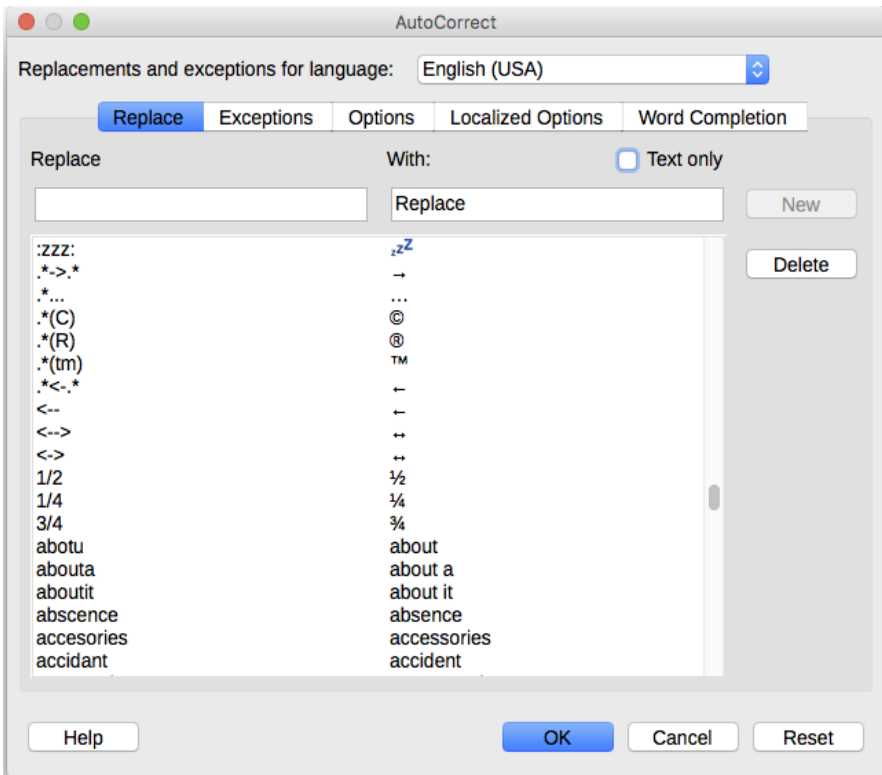 AutoCorrect
Replacements and exceptions for language: English (USA)
Replace Exceptions Options Localized Options Word Completion
Replace With: Text only
Replace New
Delete
:zzz: zzZ
.*->.* →
.*... …
.*(C) ©
.*(R) ®
.*(tm) ™
.*<-.* ←
<-- ←
<--> ↔
<-> ↔
1/2 ½
1/4 ¼
3/4 ¾
abotu about
abouta about a
aboutit about it
abscence absence
accesories accessories
accidant accident
Help OK Cancel Reset